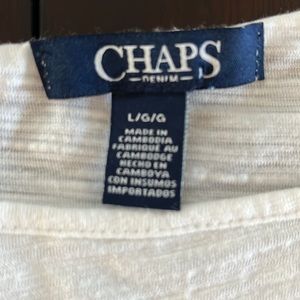 CHAPS
DENIM
L/G/G
MADE IN
CAMBODIA
FABRIQUÉ AU
CAMBODGE
HECHO EN
CAMBOYA
CON INSUMOS
IMPORTADOS